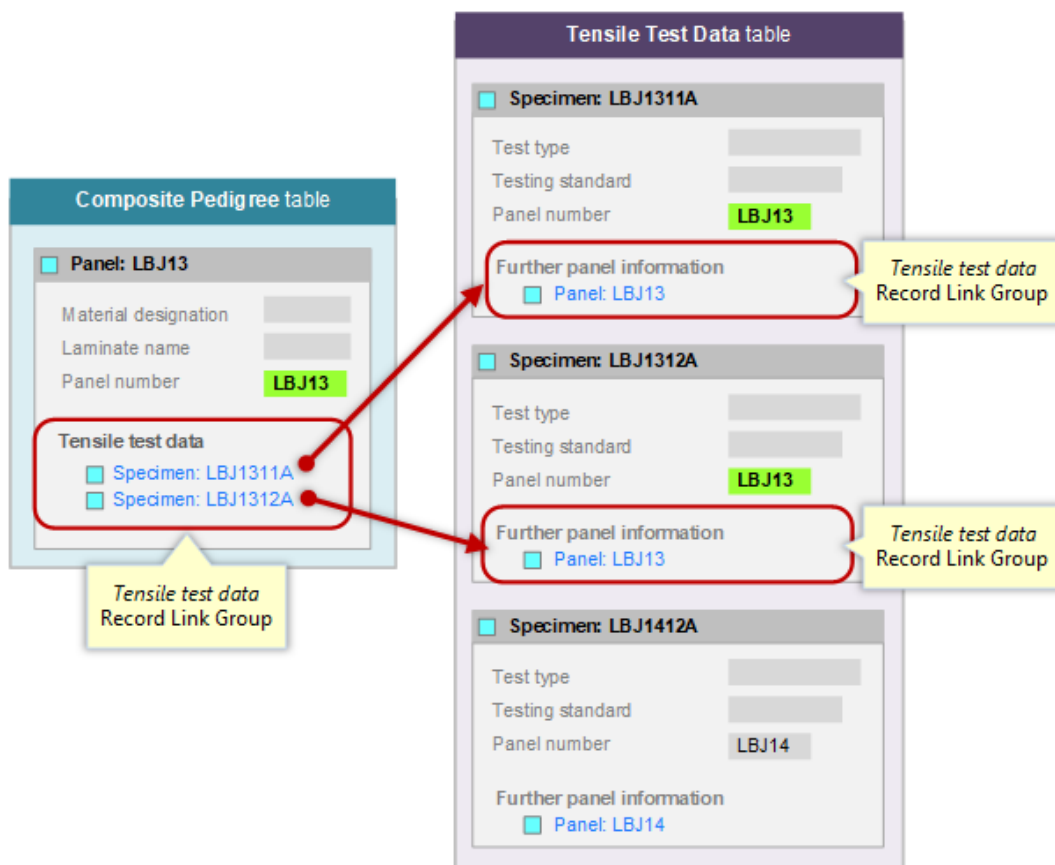 Composite Pedigree table
Panel: LBJ13
Material designation
Laminate name
Panel number LBJ13
Tensile test data
Specimen: LBJ1311A
Specimen: LBJ1312A
Tensile test data
Record Link Group
Tensile Test Data table
Specimen: LBJ1311A
Test type
Testing standard
Panel number LBJ13
Further panel information
Panel: LBJ13
Tensile test data
Record Link Group
Specimen: LBJ1312A
Test type
Testing standard
Panel number LBJ13
Further panel information
Panel: LBJ13
Tensile test data
Record Link Group
Specimen: LBJ1412A
Test type
Testing standard
Panel number LBJ14
Further panel information
Panel: LBJ14